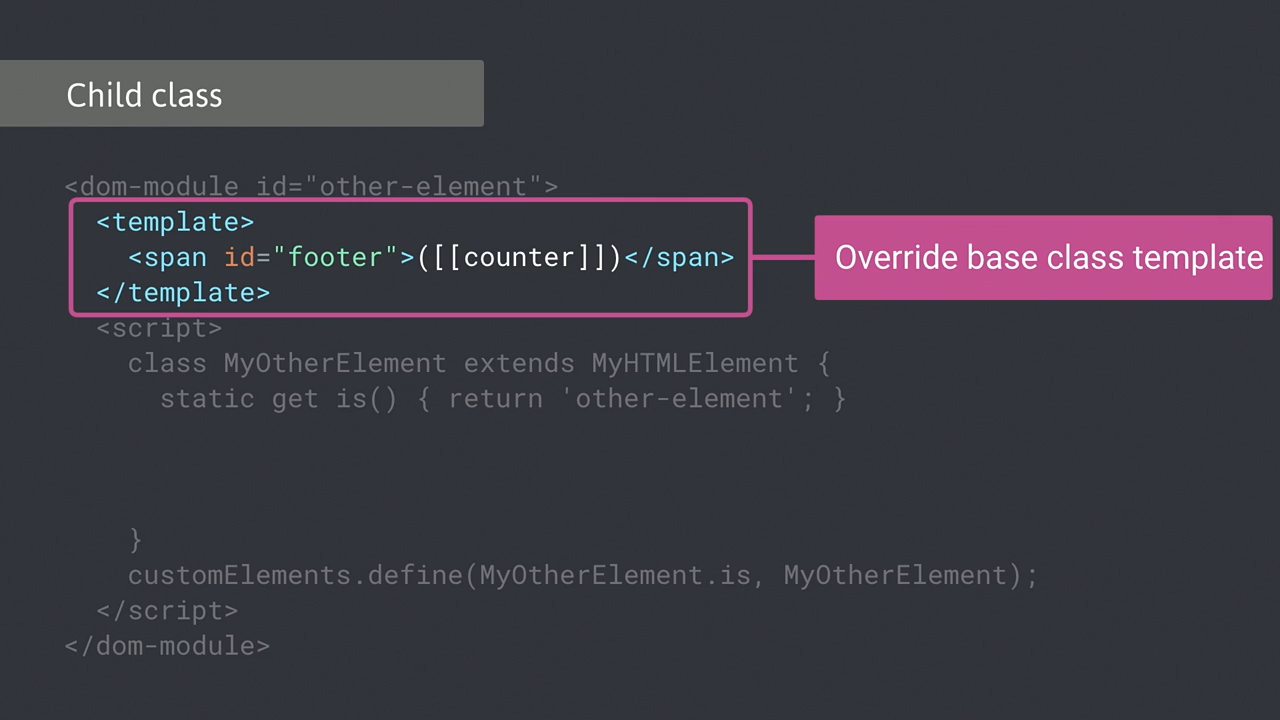 Child class
<dom-module id="other-element">
<template>
<span id="footer">([[counter]])</span>
Override base class template
</template>
<script>
class MyOtherElement extends MyHTMLElement {
static get is() { return 'other-element'; }
}
customElements.define(MyOtherElement.is, MyOtherElement);
</script>
</dom-module>